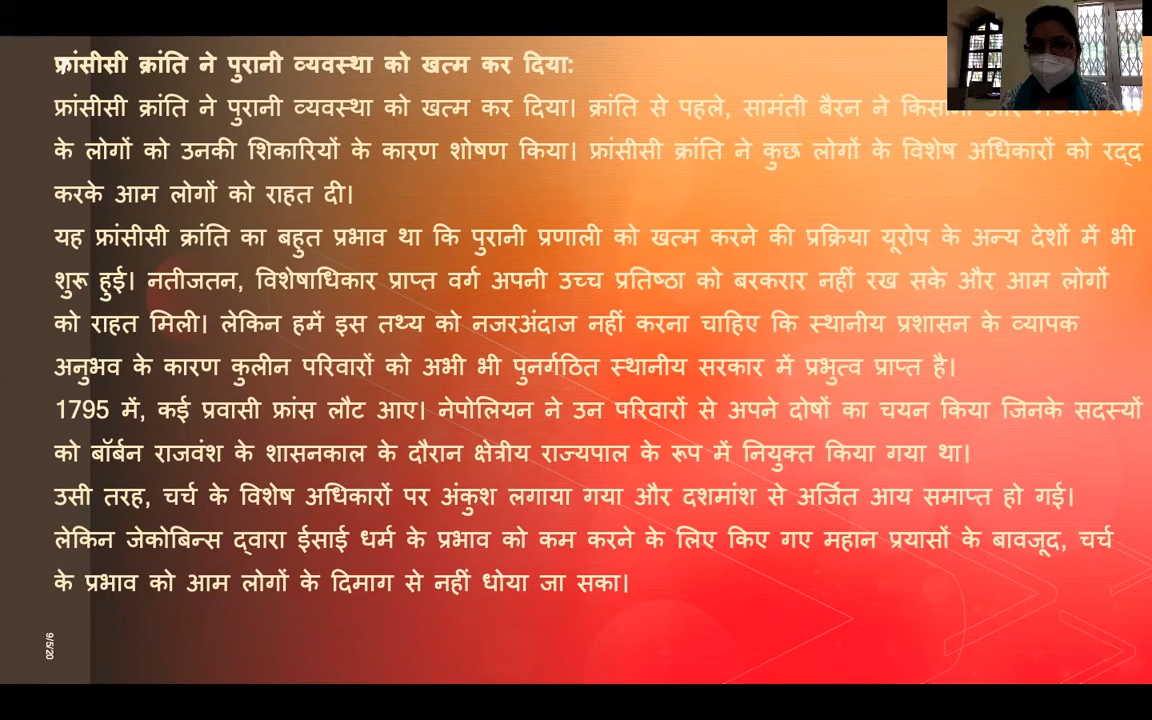 फ्रांसीसी क्रांति ने पुरानी व्यवस्था को खत्म कर दिया:
फ्रांसीसी क्रांति ने पुरानी व्यवस्था को खत्म कर दिया। क्रांति से पहले, सामंती बैरन ने
के लोगों को उनकी शिकारियों के कारण शोषण किया। फ्रांसीसी क्रांति ने कुछ लोगों के विशेष अधिकारों को रद्द
करके आम लोगों को राहत दी।
यह फ्रांसीसी क्रांति का बहुत प्रभाव था कि पुरानी प्रणाली को खत्म करने की प्रक्रिया यूरोप के अन्य देशों में भी
शुरू हुई। नतीजतन, विशेषाधिकार प्राप्त वर्ग अपनी उच्च प्रतिष्ठा को बरकरार नहीं रख सके और आम लोगों
को राहत मिली। लेकिन हमें इस तथ्य को नजरअंदाज नहीं करना चाहिए कि स्थानीय प्रशासन के व्यापक
अनुभव के कारण कुलीन परिवारों को अभी भी पुनर्गठित स्थानीय सरकार में प्रभुत्व प्राप्त है।
1795 में, कई प्रवासी फ्रांस लौट आए। नेपोलियन ने उन परिवारों से अपने दोषों का चयन किया जिनके सदस्यों
को बॉर्बन राजवंश के शासनकाल के दौरान क्षेत्रीय राज्यपाल के रूप में नियुक्त किया गया था।
उसी तरह, चर्च के विशेष अधिकारों पर अंकुश लगाया गया और दशमांश से अर्जित आय समाप्त हो गई।
लेकिन जेकोबिन्स द्वारा ईसाई धर्म के प्रभाव को कम करने के लिए किए गए महान प्रयासों के बावजूद, चर्च
के प्रभाव को आम लोगों के दिमाग से नहीं धोया जा सका।
9/5/20